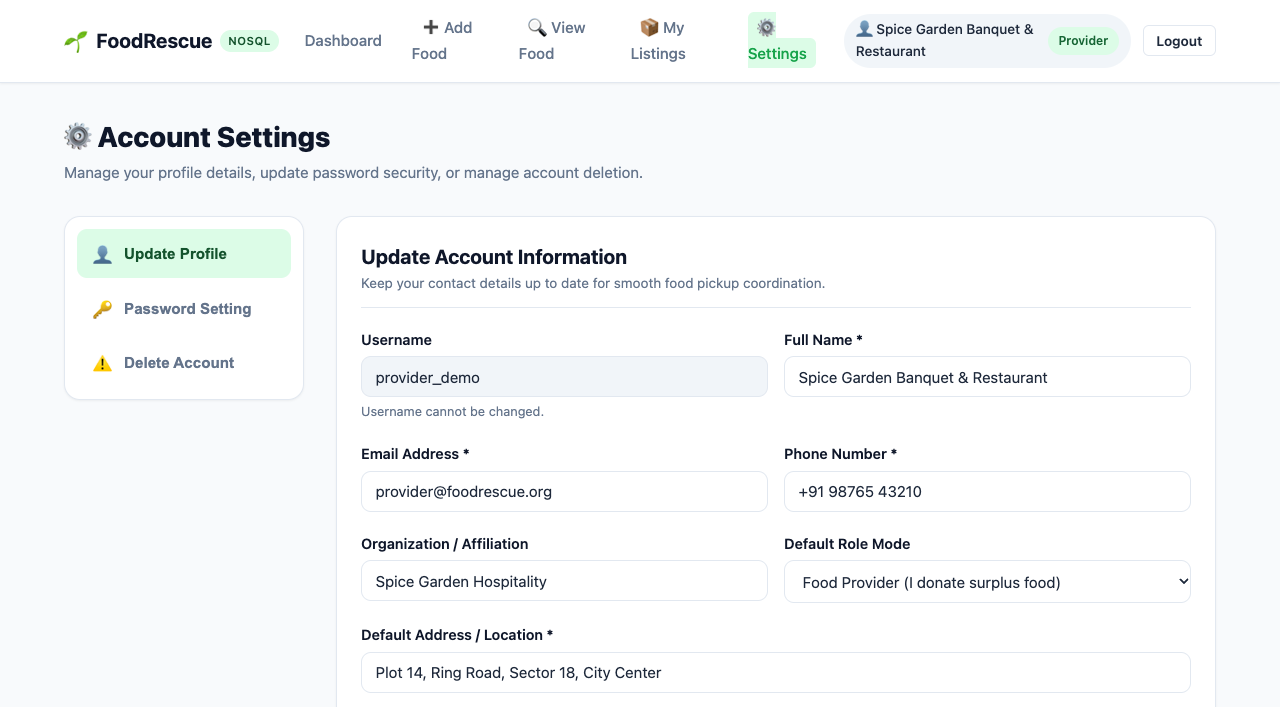 FoodRescue NOSQL
Dashboard
Add
Food
View
Food
My
Listings
Settings
Spice Garden Banquet &
Restaurant
Provider
Logout
Account Settings
Manage your profile details, update password security, or manage account deletion.
Update Profile
Password Setting
Delete Account
Update Account Information
Keep your contact details up to date for smooth food pickup coordination.
Username
provider_demo
Username cannot be changed.
Full Name *
Spice Garden Banquet & Restaurant
Email Address *
provider@foodrescue.org
Phone Number *
+91 98765 43210
Organization / Affiliation
Spice Garden Hospitality
Default Role Mode
Food Provider (I donate surplus food)
Default Address / Location *
Plot 14, Ring Road, Sector 18, City Center